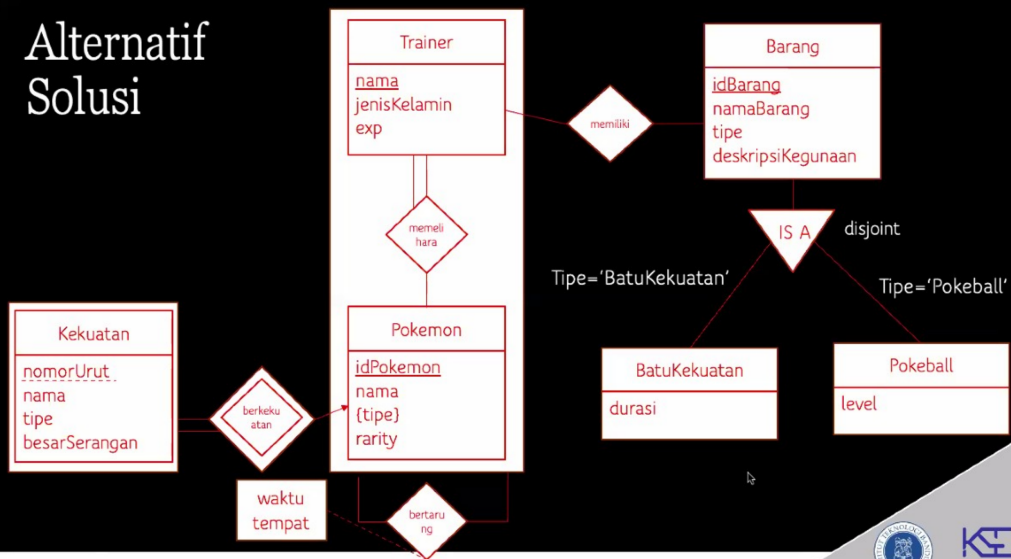 Alternatif
Solusi
Trainer
nama
jenisKelamin
exp
memiliki
Barang
idBarang
namaBarang
tipe
deskripsiKegunaan
memeli
hara
IS A
disjoint
Tipe='BatuKekuatan'
Tipe='Pokeball'
Kekuatan
nomorUrut
nama
tipe
besarSerangan
berkeku
atan
Pokemon
idPokemon
nama
{tipe}
rarity
BatuKekuatan
durasi
Pokeball
level
waktu
tempat
bertaru
ng